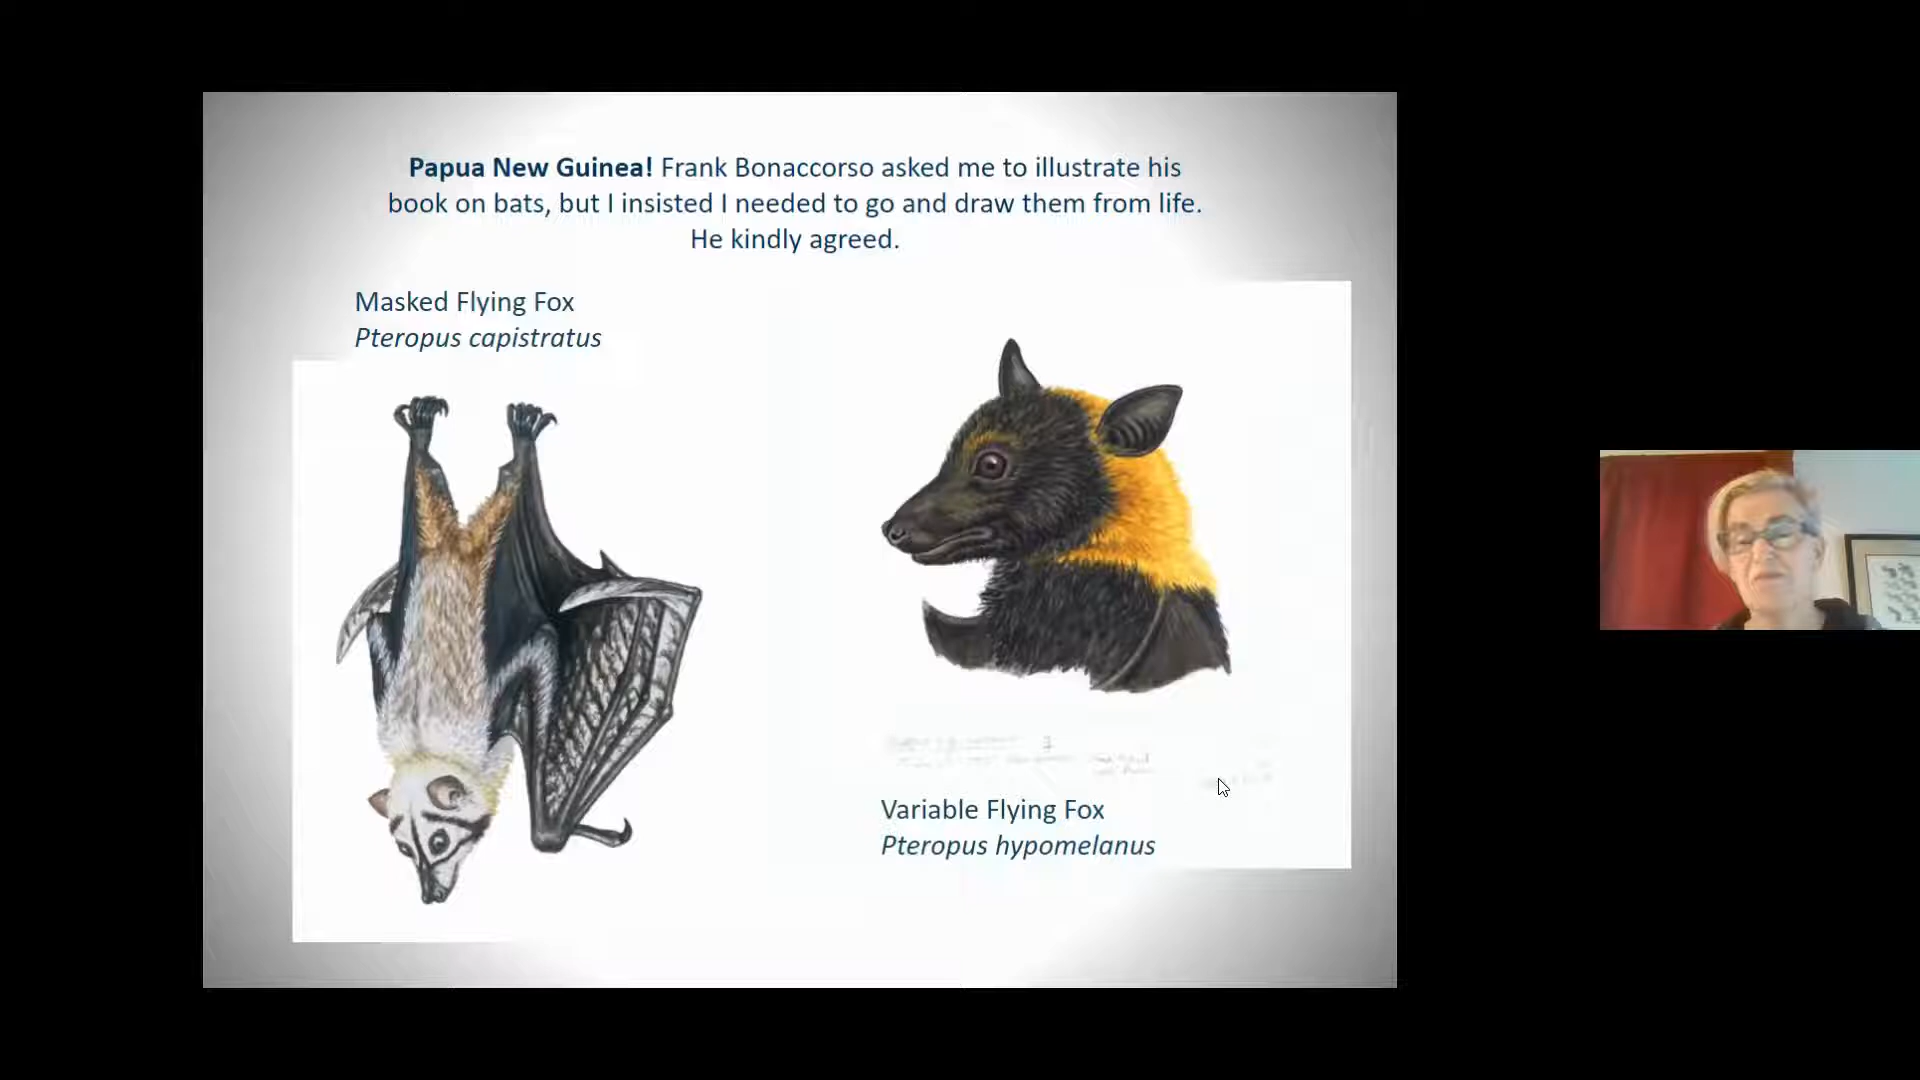 Papua New Guinea! Frank Bonaccorso asked me to illustrate his
book on bats, but I insisted I needed to go and draw them from life.
He kindly agreed.
Masked Flying Fox
Pteropus capistratus
Variable Flying Fox
Pteropus hypomelanus